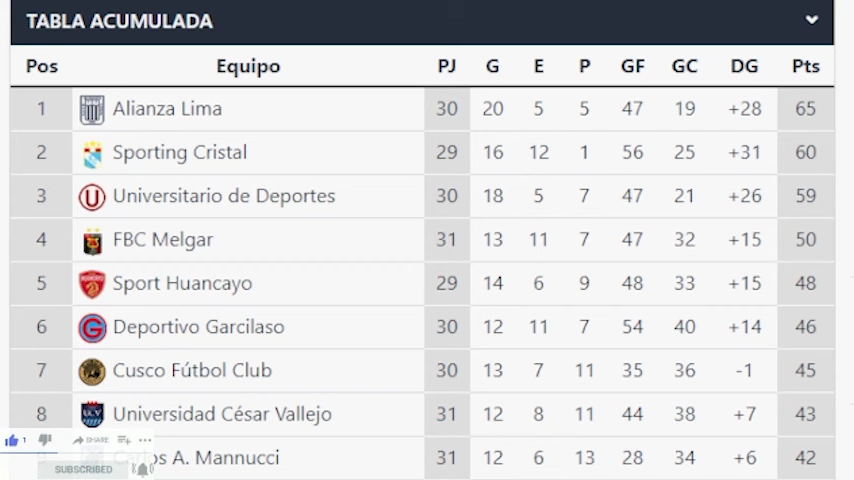 TABLA ACUMULADA
Pos Equipo PJ G E P GF GC DG Pts
1 Alianza Lima 30 20 5 5 47 19 +28 65
2 Sporting Cristal 29 16 12 1 56 25 +31 60
3 Universitario de Deportes 30 18 5 7 47 21 +26 59
4 FBC Melgar 31 13 11 7 47 32 +15 50
5 Sport Huancayo 29 14 6 9 48 33 +15 48
6 Deportivo Garcilaso 30 12 11 7 54 40 +14 46
7 Cusco Fútbol Club 30 13 7 11 35 36 -1 45
8 UCV Universidad César Vallejo 31 12 8 11 44 38 +7 43
1 SHARE
Carlos A. Mannucci 31 12 6 13 28 34 +6 42
SUBSCRIBED